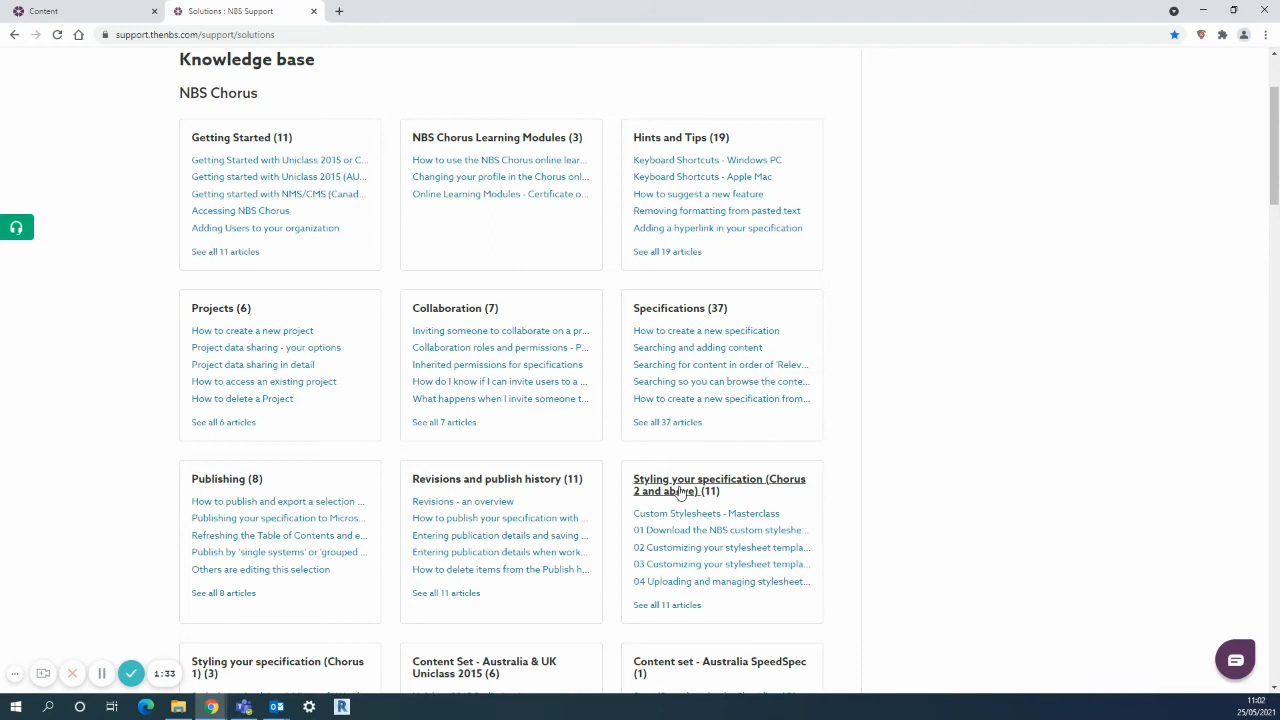 Content
Solutions : NBS Support
support.thenbs.com/support/solutions
Knowledge base
NBS Chorus
Getting Started (11)
Getting Started with Uniclass 2015 or C...
Getting started with Uniclass 2015 (AU...
Getting started with NMS/CMS (Canad...
Accessing NBS Chorus
Adding Users to your organization
See all 11 articles
NBS Chorus Learning Modules (3)
How to use the NBS Chorus online lear...
Changing your profile in the Chorus onl...
Online Learning Modules - Certificate o...
Hints and Tips (19)
Keyboard Shortcuts - Windows PC
Keyboard Shortcuts - Apple Mac
How to suggest a new feature
Removing formatting from pasted text
Adding a hyperlink in your specification
See all 19 articles
Projects (6)
How to create a new project
Project data sharing - your options
Project data sharing in detail
How to access an existing project
How to delete a Project
See all 6 articles
Collaboration (7)
Inviting someone to collaborate on a pr...
Collaboration roles and permissions - P...
Inherited permissions for specifications
How do I know if I can invite users to a ...
What happens when I invite someone t...
See all 7 articles
Specifications (37)
How to create a new specification
Searching and adding content
Searching for content in order of 'Relev...
Searching so you can browse the conte...
How to create a new specification from...
See all 37 articles
Publishing (8)
How to publish and export a selection ...
Publishing your specification to Micros...
Refreshing the Table of Contents and e...
Publish by 'single systems' or 'grouped ...
Others are editing this selection
See all 8 articles
Revisions and publish history (11)
Revisions - an overview
How to publish your specification with ...
Entering publication details and saving ...
Entering publication details when work...
How to delete items from the Publish h...
See all 11 articles
Styling your specification (Chorus
2 and above) (11)
Custom Stylesheets - Masterclass
01 Download the NBS custom styleshe...
02 Customizing your stylesheet templa...
03 Customizing your stylesheet templa...
04 Uploading and managing stylesheet...
See all 11 articles
Styling your specification (Chorus
1) (3)
Content Set - Australia & UK
Uniclass 2015 (6)
Content set - Australia SpeedSpec
(1)
1:33
11:02
25/05/2021